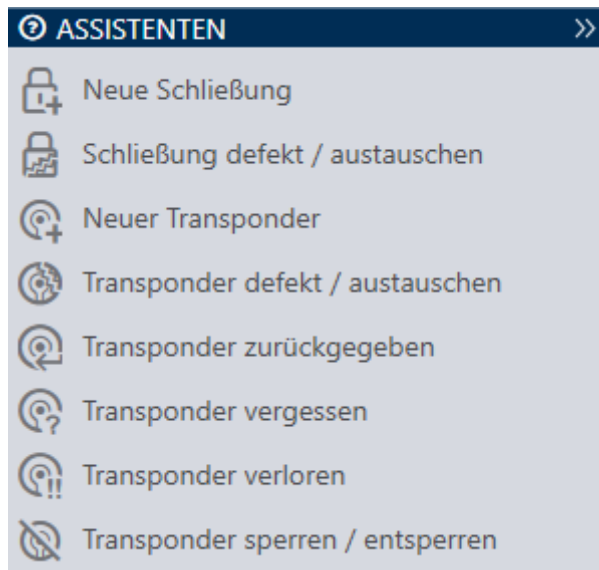 ASSISTENTEN
Neue Schließung
Schließung defekt / austauschen
Neuer Transponder
Transponder defekt / austauschen
Transponder zurückgegeben
Transponder vergessen
Transponder verloren
Transponder sperren / entsperren